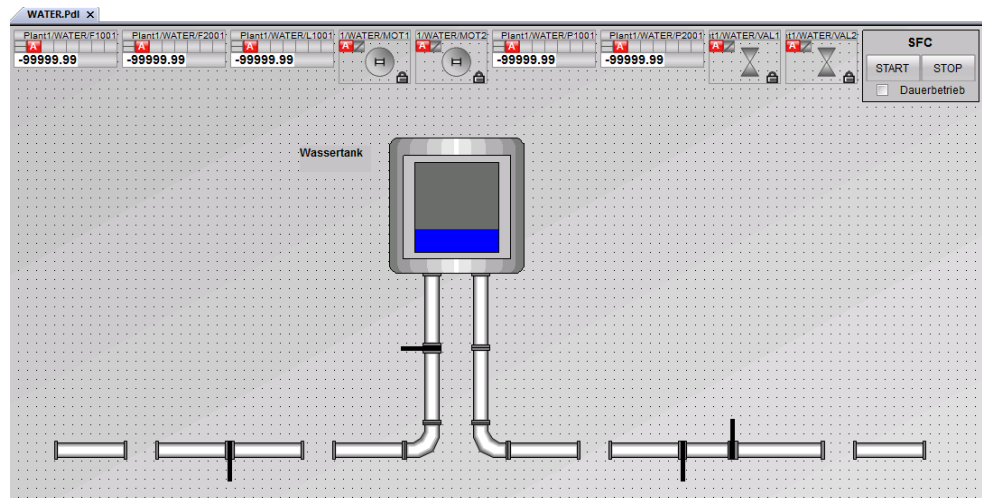 WATER.Pdl X
Plant1/WATER/F1001
A
-99999.99
Plant1/WATER/F2001
A
-99999.99
Plant1/WATER/L1001
A
-99999.99
1/WATER/MOT1
A
1/WATER/MOT2
A
Plant1/WATER/P1001
A
-99999.99
Plant1/WATER/P2001
A
-99999.99
nt1/WATER/VAL1
A
nt1/WATER/VAL2
A
SFC
START STOP
Dauerbetrieb
Wassertank